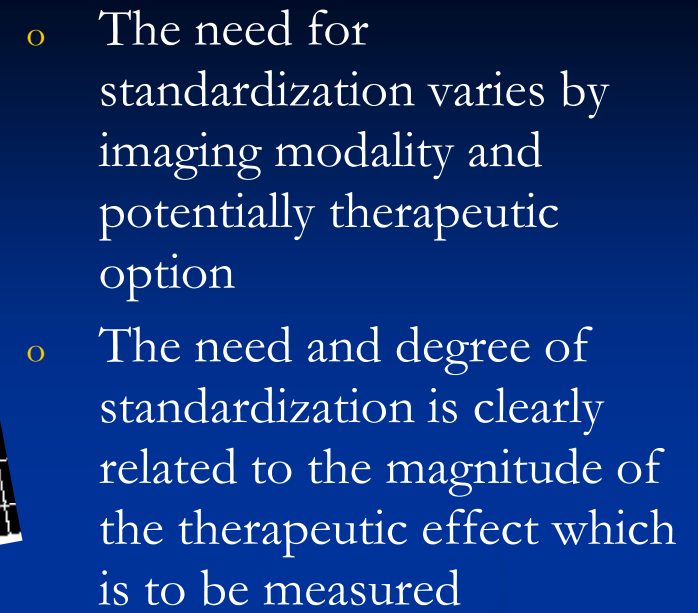 o The need for
standardization varies by
imaging modality and
potentially therapeutic
option
o The need and degree of
standardization is clearly
related to the magnitude of
the therapeutic effect which
is to be measured